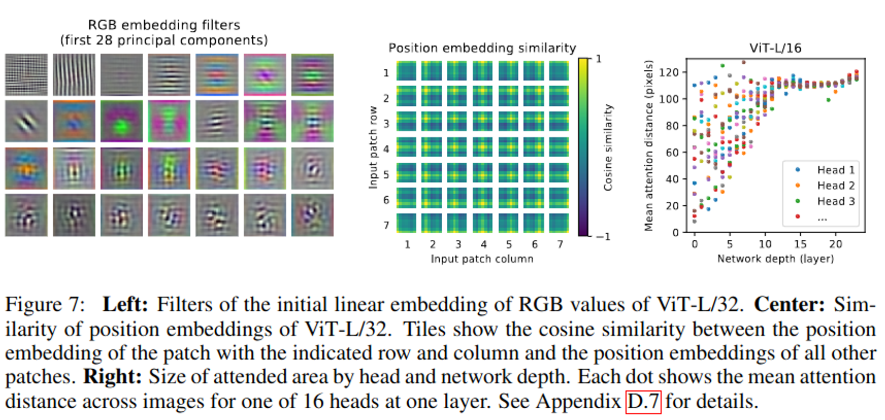 RGB embedding filters
(first 28 principal components)
Position embedding similarity
1
2
3
4
5
6
7
Input patch row
1 2 3 4 5 6 7
Input patch column
1
−1
Cosine similarity
ViT-L/16
120
100
80
60
40
20
0
Mean attention distance (pixels)
Head 1
Head 2
Head 3
...
0 5 10 15 20
Network depth (layer)
Figure 7: Left: Filters of the initial linear embedding of RGB values of ViT-L/32. Center: Sim-
ilarity of position embeddings of ViT-L/32. Tiles show the cosine similarity between the position
embedding of the patch with the indicated row and column and the position embeddings of all other
patches. Right: Size of attended area by head and network depth. Each dot shows the mean attention
distance across images for one of 16 heads at one layer. See Appendix D.7 for details.